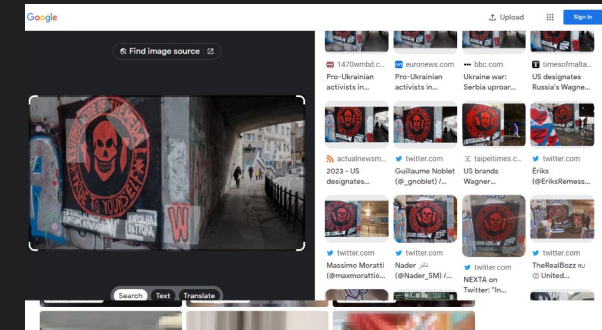 Google
Upload
Sign in
Find image source
1470wmbd.c...
Pro-Ukrainian
activists in...
euronews.com
Pro-Ukrainian
activists in...
bbc.com
Ukraine war:
Serbia uproar...
timesofmalta...
US designates
Russia's Wagne...
actualnewsm...
2023 - US
designates...
twitter.com
Guillaume Noblet
(@_gnoblet) /...
taipeitimes.c...
US brands
Wagner...
twitter.com
Ēriks
(@EriksRemess...
twitter.com
Massimo Moratti
(@maxmoratti6...
twitter.com
Nader نادر
(@Nader_SM) /...
twitter.com
NEXTA on
Twitter: "In...
twitter.com
TheRealBozz RU
United...
Search
Text
Translate